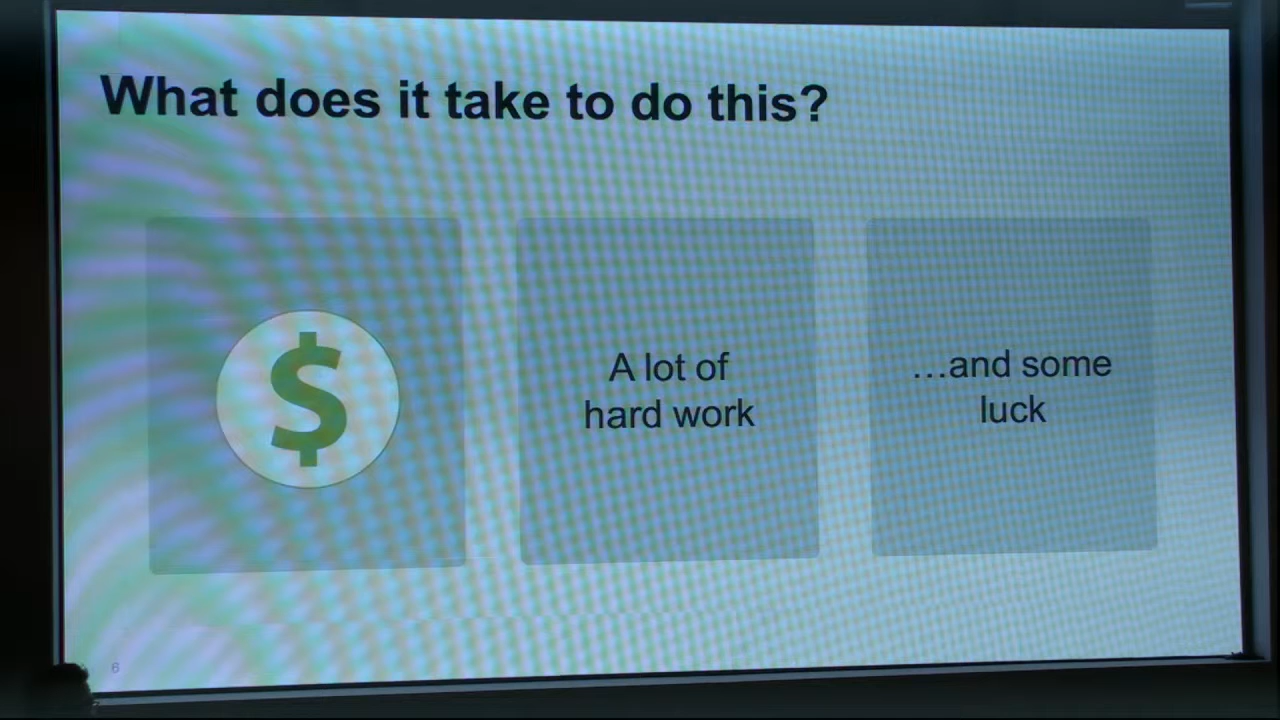 What does it take to do this?
$
A lot of
hard work
…and some
luck
6